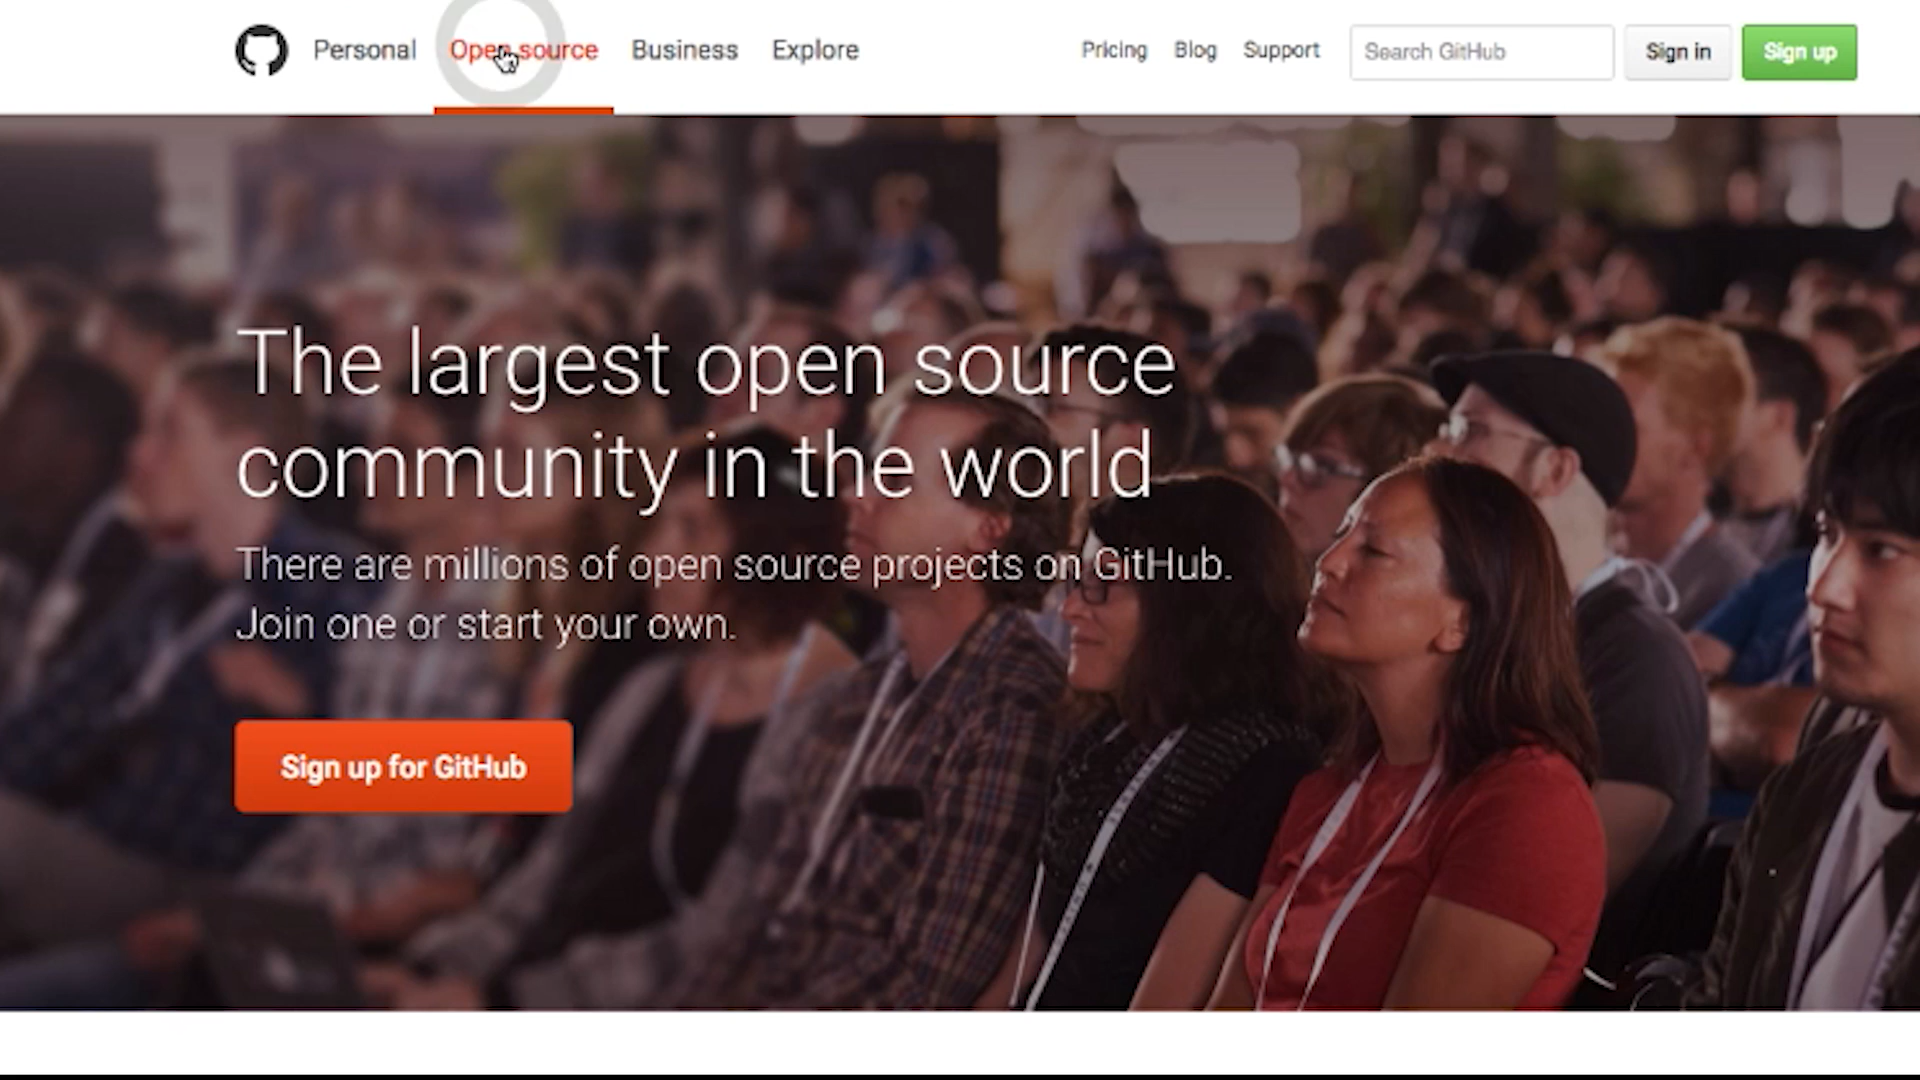 Personal Open source Business Explore Pricing Blog Support Search GitHub Sign in Sign up
The largest open source
community in the world
There are millions of open source projects on GitHub.
Join one or start your own.
Sign up for GitHub